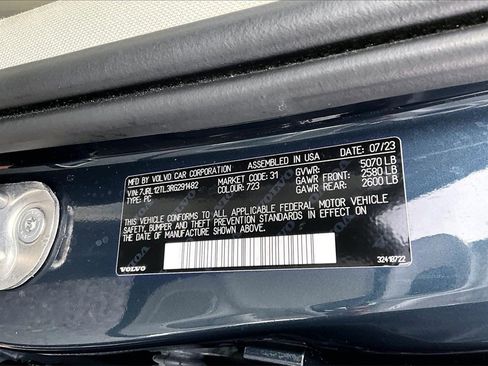 MFD BY VOLVO CAR CORPORATION ASSEMBLED IN USA 07/23
VIN: 7JRL12TL3RG291482 MARKET CODE: 31 GVWR: 5070 LB
TYPE: PC COLOUR: 723 GAWR FRONT: 2580 LB
GAWR REAR: 2600 LB
THIS VEHICLE CONFORMS TO ALL APPLICABLE FEDERAL MOTOR VEHICLE
SAFETY, BUMPER AND THEFT PREVENTION STANDARDS IN EFFECT ON
THE DATE OF MANUFACTURE SHOWN ABOVE.
VOLVO 32419722